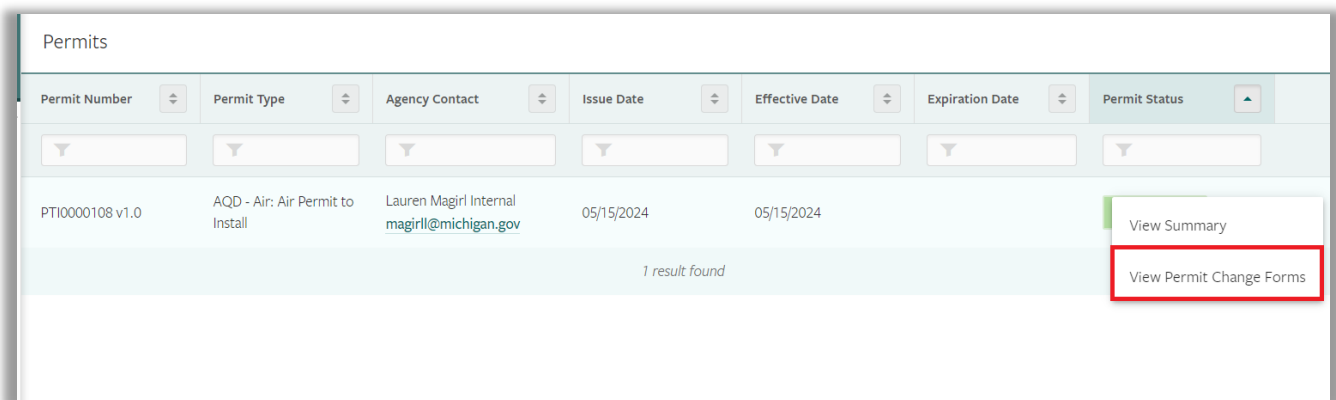 Permits
Permit Number Permit Type Agency Contact Issue Date Effective Date Expiration Date Permit Status
PTI0000108 v1.0 AQD - Air: Air Permit to Install Lauren Magirl Internal magirll@michigan.gov 05/15/2024 05/15/2024
1 result found
View Summary
View Permit Change Forms